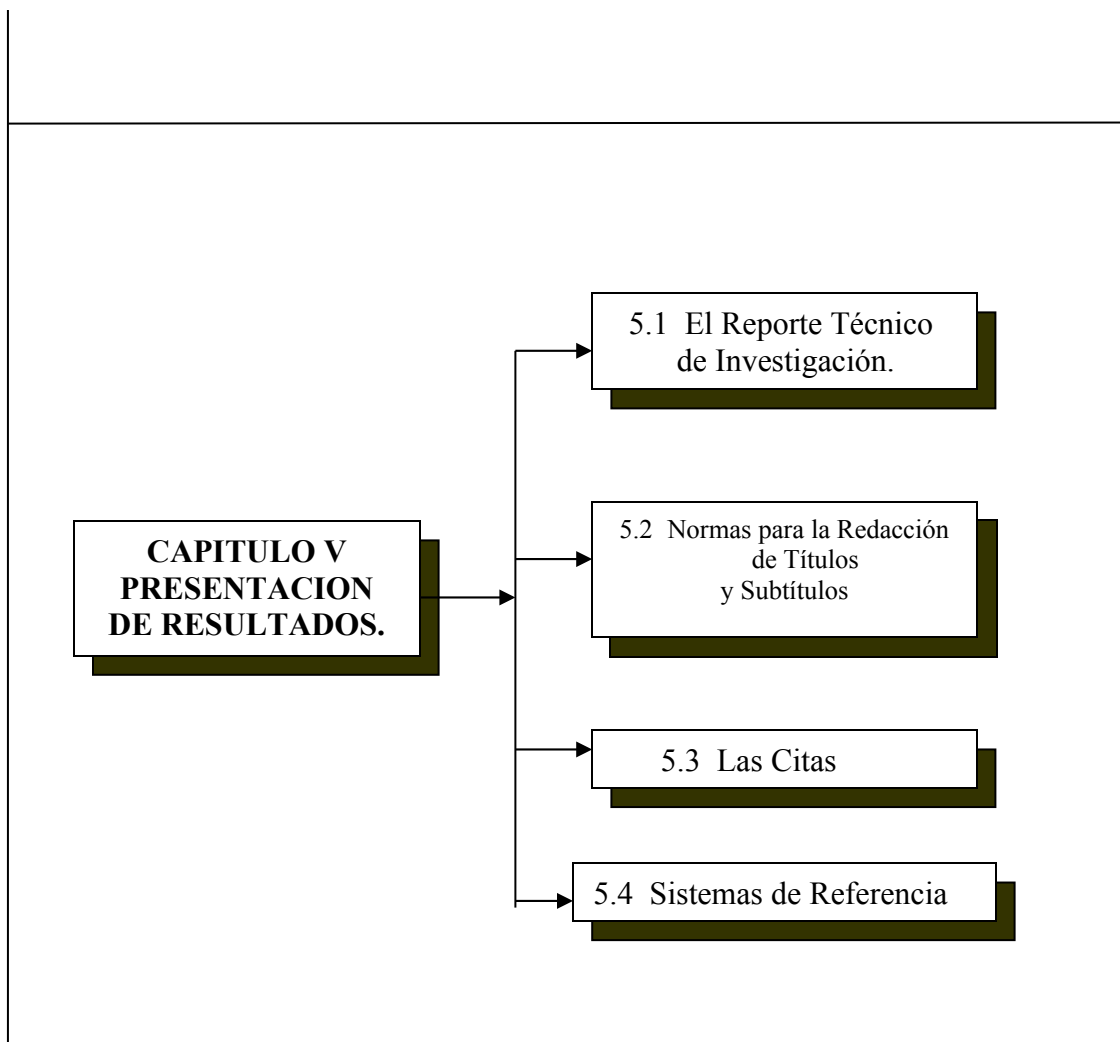 CAPITULO V
PRESENTACION
DE RESULTADOS.
5.1 El Reporte Técnico
de Investigación.
5.2 Normas para la Redacción
de Títulos
y Subtítulos
5.3 Las Citas
5.4 Sistemas de Referencia